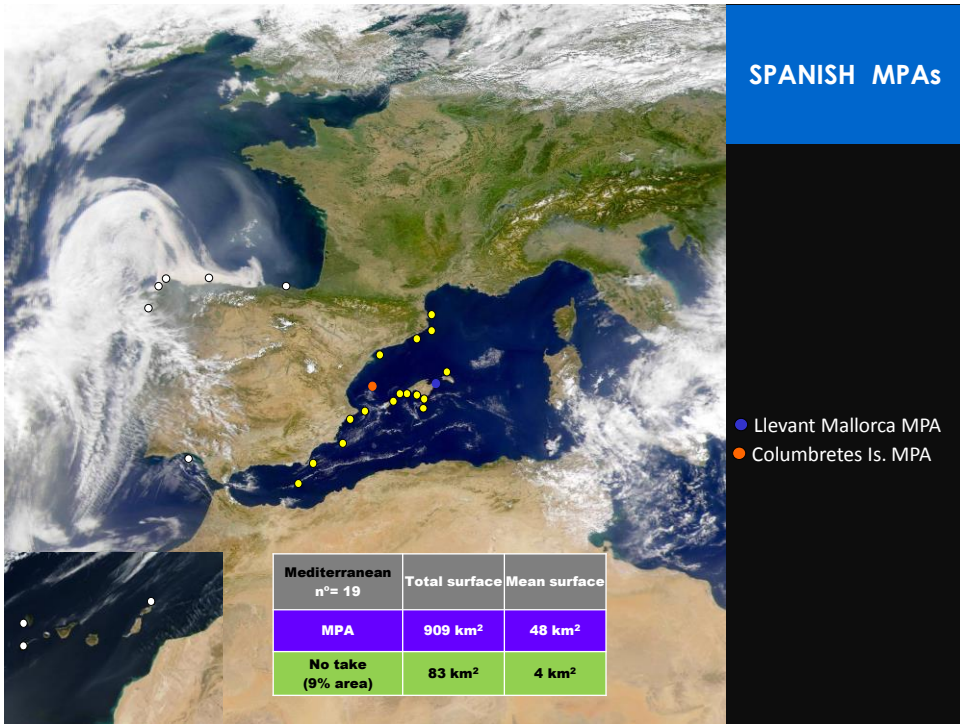 SPANISH MPAs
Llevant Mallorca MPA
Columbretes Is. MPA
Mediterranean
nº= 19
Total surface
Mean surface
MPA
909 km²
48 km²
No take
(9% area)
83 km²
4 km²